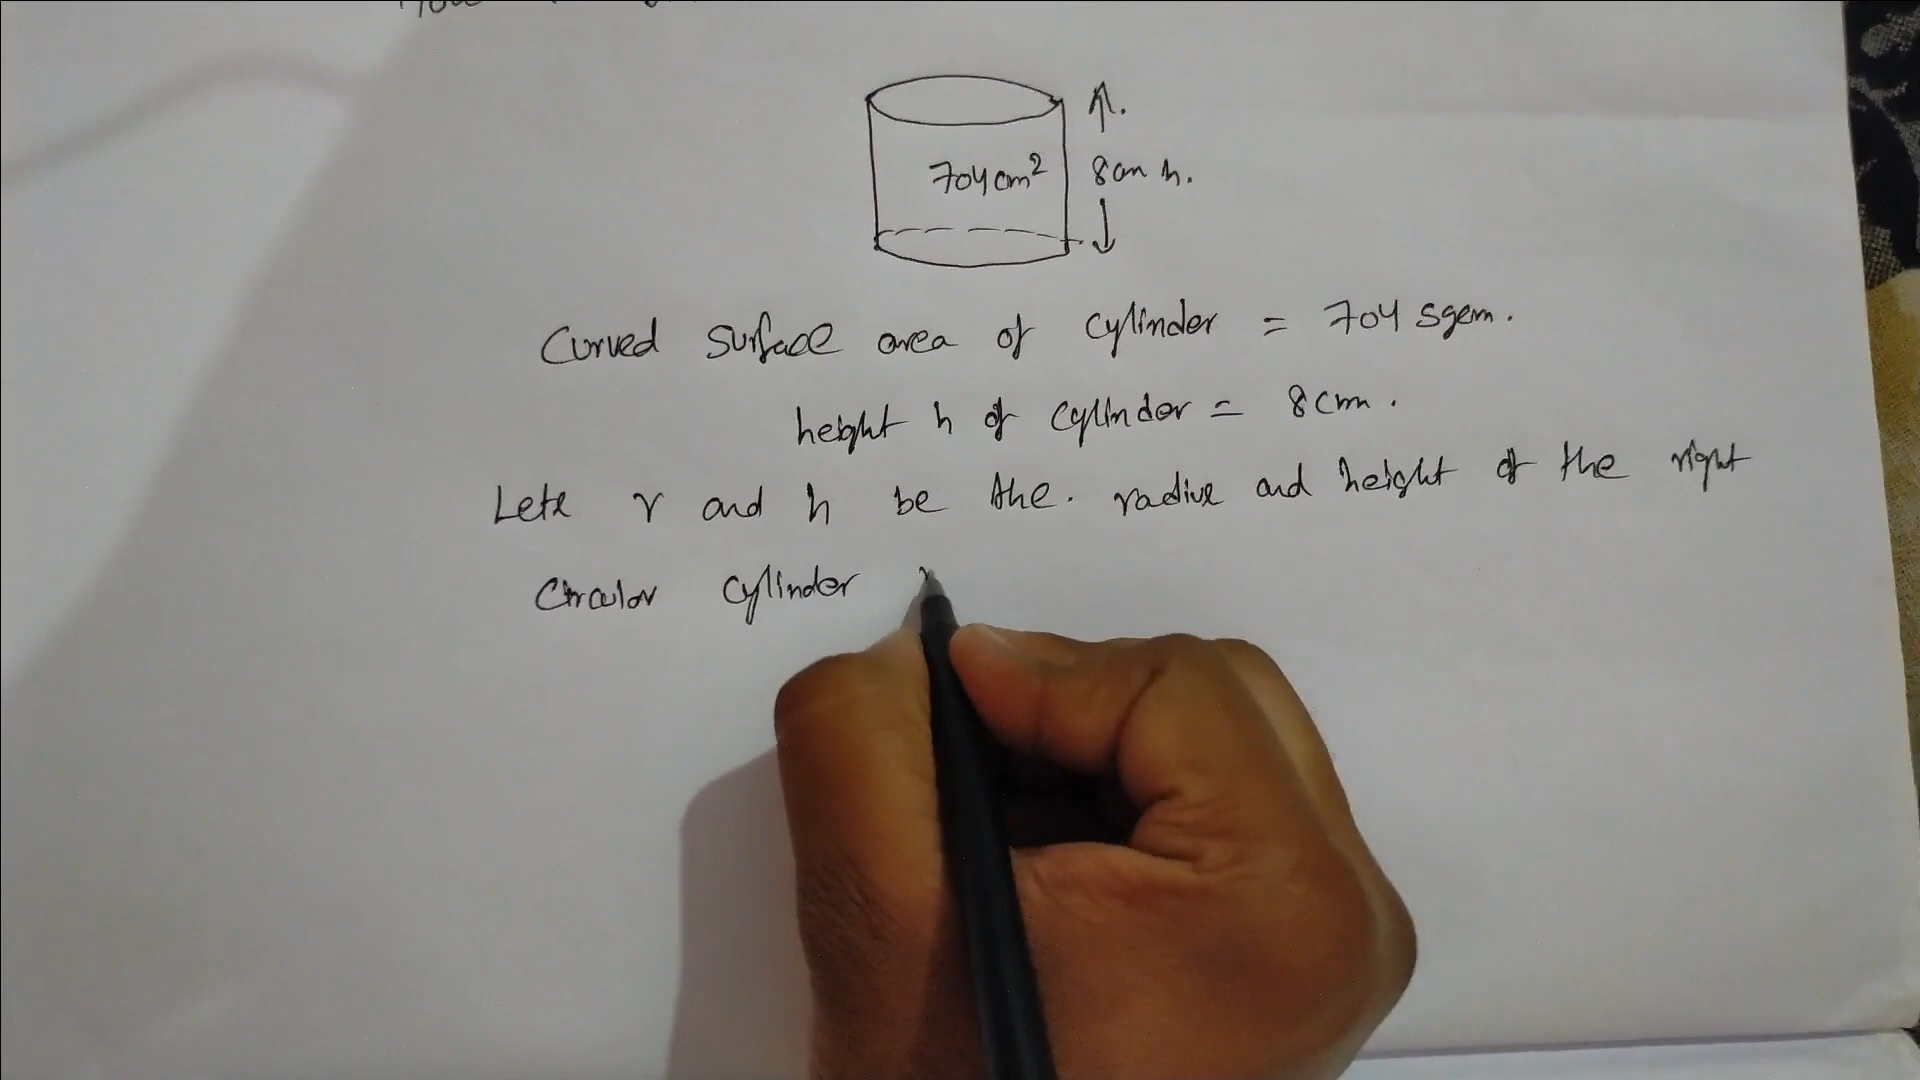 704 cm²
8cm h.
Curved surface area of cylinder = 704 sqcm.
height h of cylinder = 8cm.
Lete r and h be the. radius and height of the right
Circular cylinder